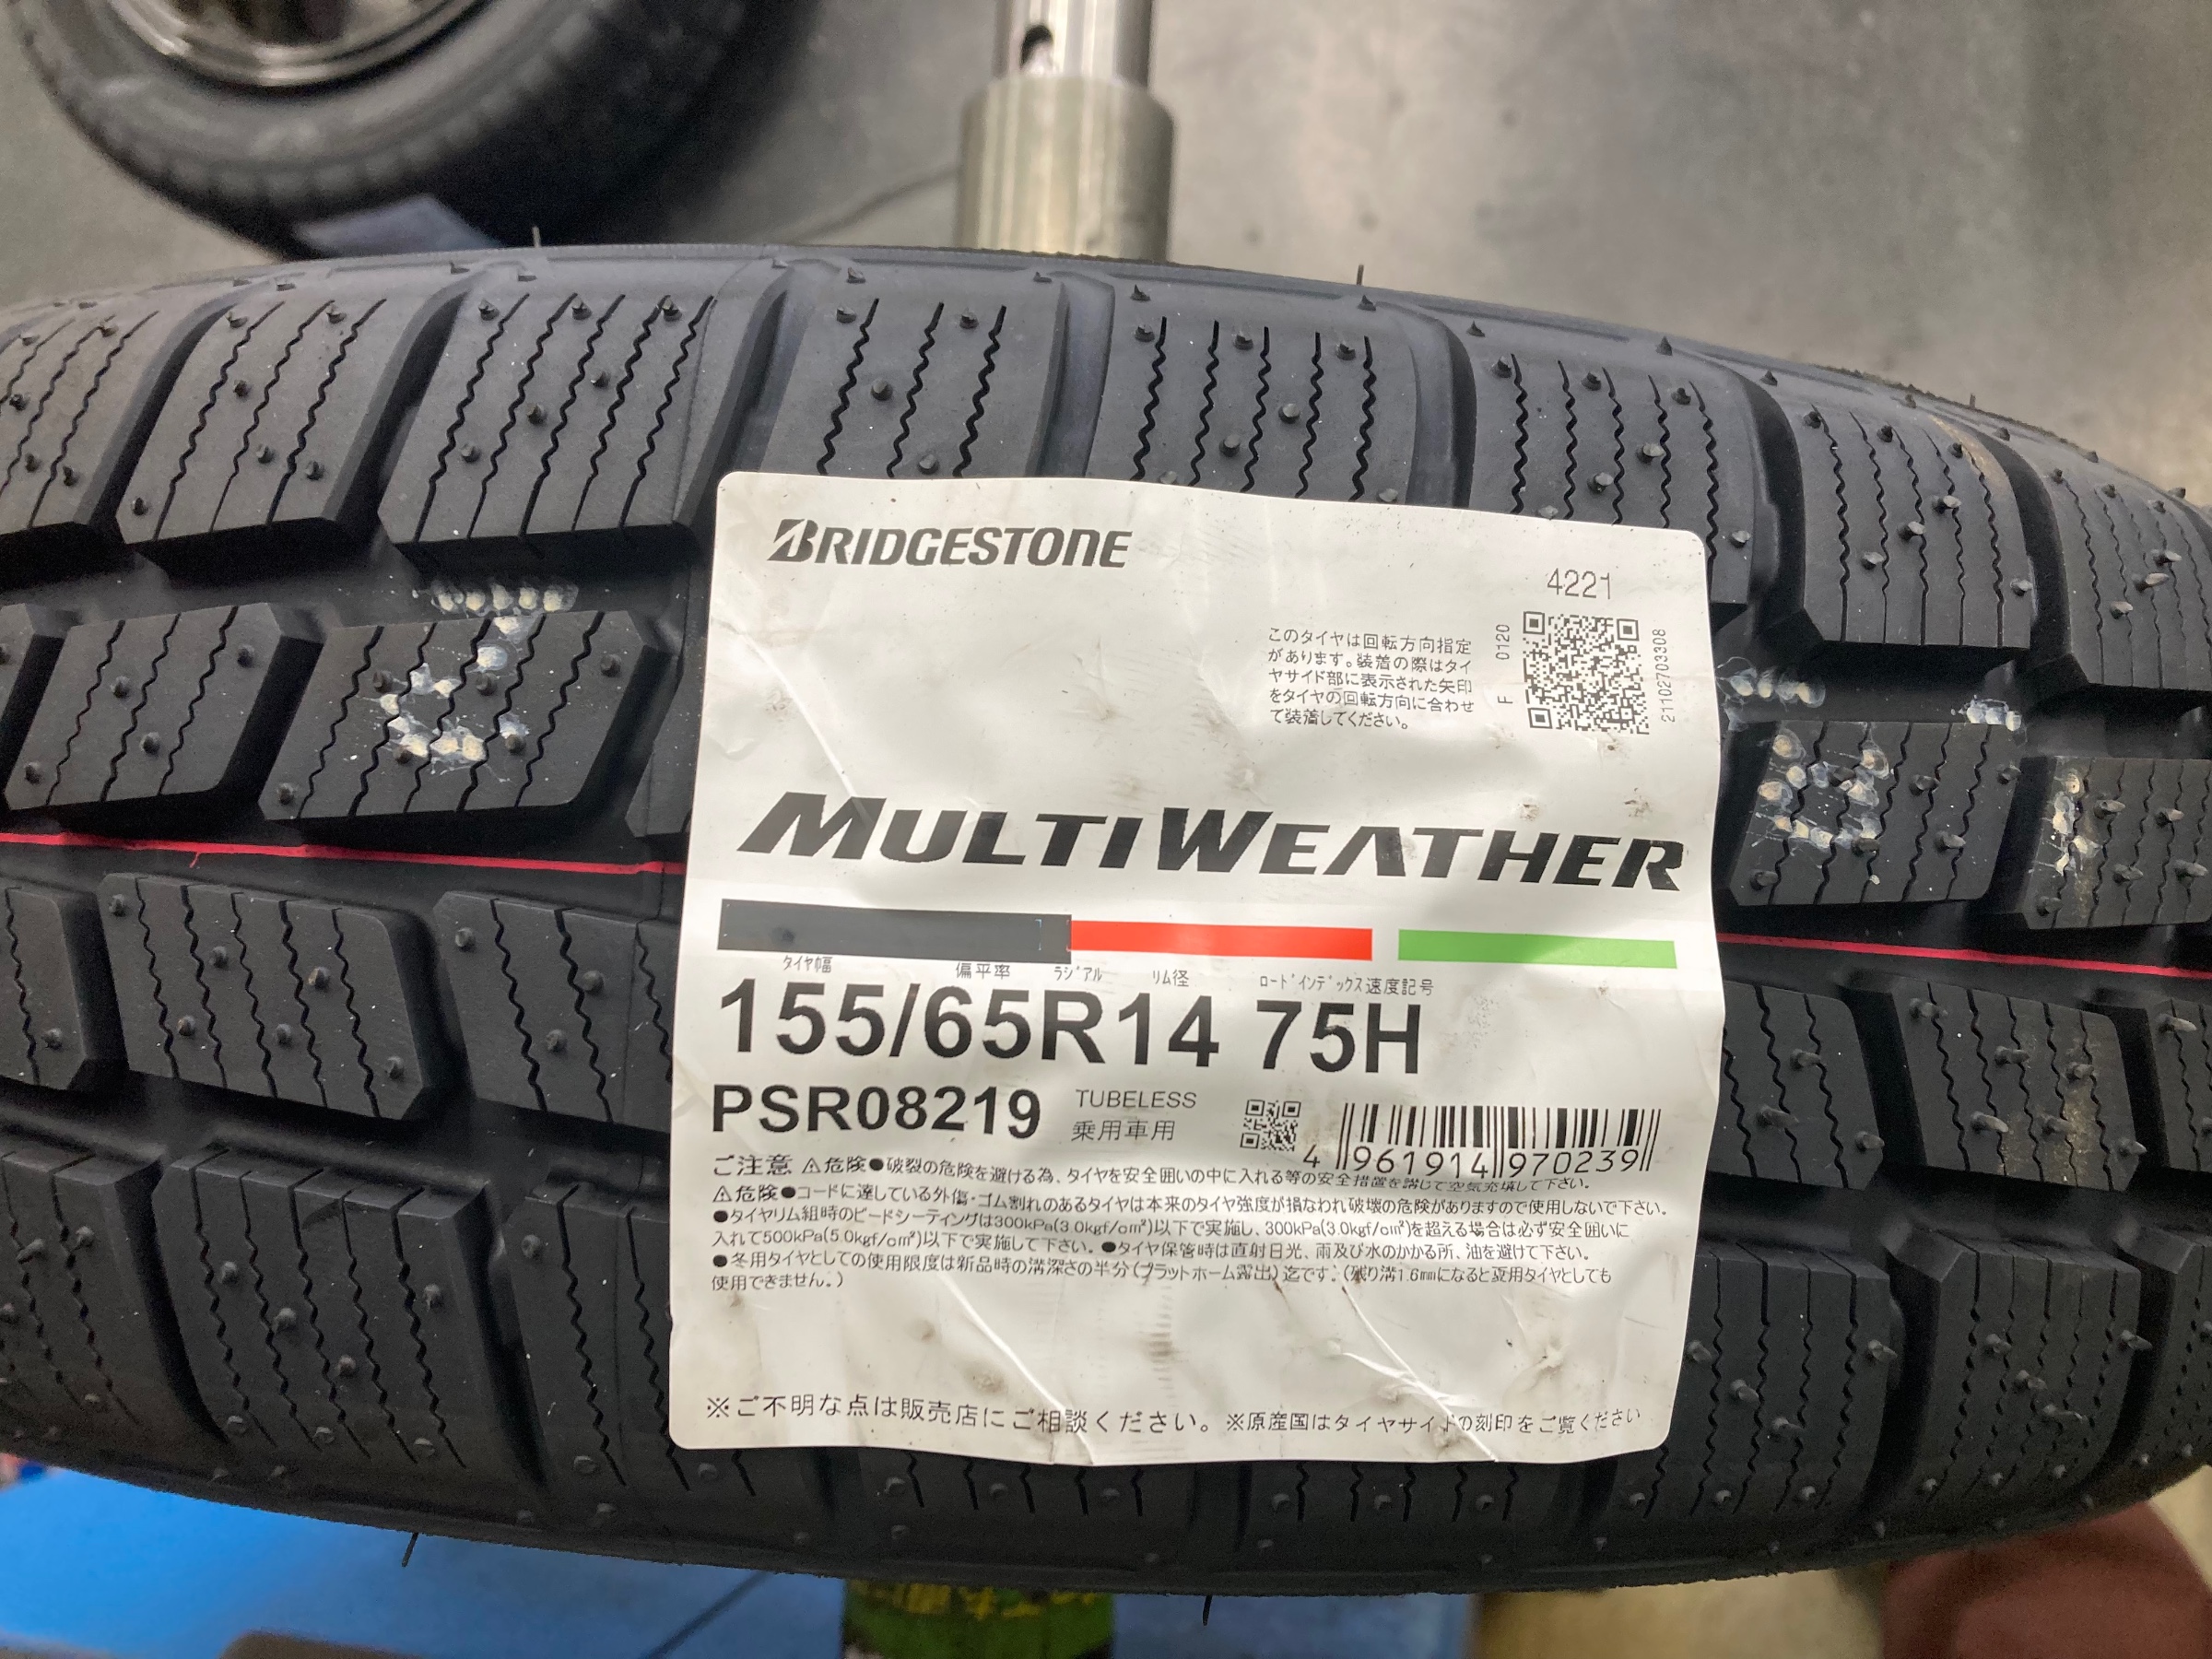 BRIDGESTONE
4221
このタイヤは回転方向指定
があります。装着の際はタイ
ヤサイド部に表示された矢印
をタイヤの回転方向に合わせ
て装着してください。
F 0120
21102703308
MULTIWEATHER
タイヤ幅 偏平率 ラジアル リム径 ロードインデックス 速度記号
155/65R14 75H
PSR08219
TUBELESS
乗用車用
4 961914 970239
ご注意 ⚠危険●破裂の危険を避ける為、タイヤを安全囲いの中に入れる等の安全措置を講じて空気充填して下さい。
⚠危険●コードに達している外傷・ゴム割れのあるタイヤは本来のタイヤ強度が損なわれ破壊の危険がありますので使用しないで下さい。
●タイヤリム組時のビードシーティングは300kPa(3.0kgf/c㎡)以下で実施し、300kPa(3.0kgf/c㎡)を超える場合は必ず安全囲いに
入れて500kPa(5.0kgf/c㎡)以下で実施して下さい。●タイヤ保管時は直射日光、雨及び水のかかる所、油を避けて下さい。
●冬用タイヤとしての使用限度は新品時の溝深さの半分(プラットホーム露出)迄です。(残り溝1.6㎜になると夏用タイヤとしても
使用できません。)
※ご不明な点は販売店にご相談ください。※原産国はタイヤサイドの刻印をご覧ください